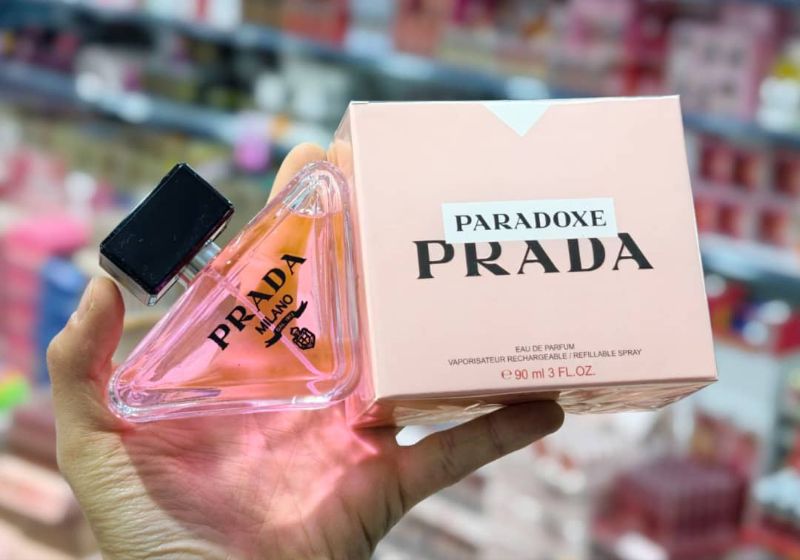 PRADA
MILANO
PARADOXE
PRADA
EAU DE PARFUM
VAPORISATEUR RECHARGEABLE / REFILLABLE SPRAY
℮ 90 ml 3 FL.OZ.